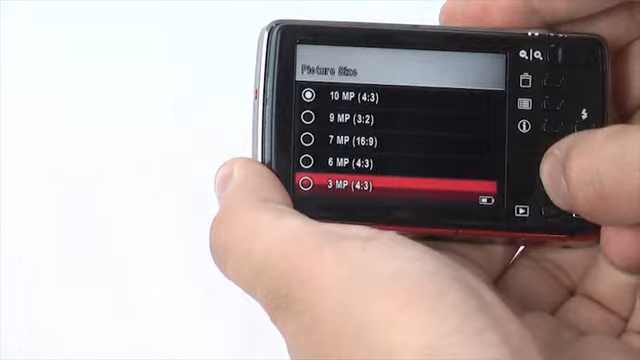 Picture Size
10 MP (4:3)
9 MP (3:2)
7 MP (16:9)
6 MP (4:3)
3 MP (4:3)